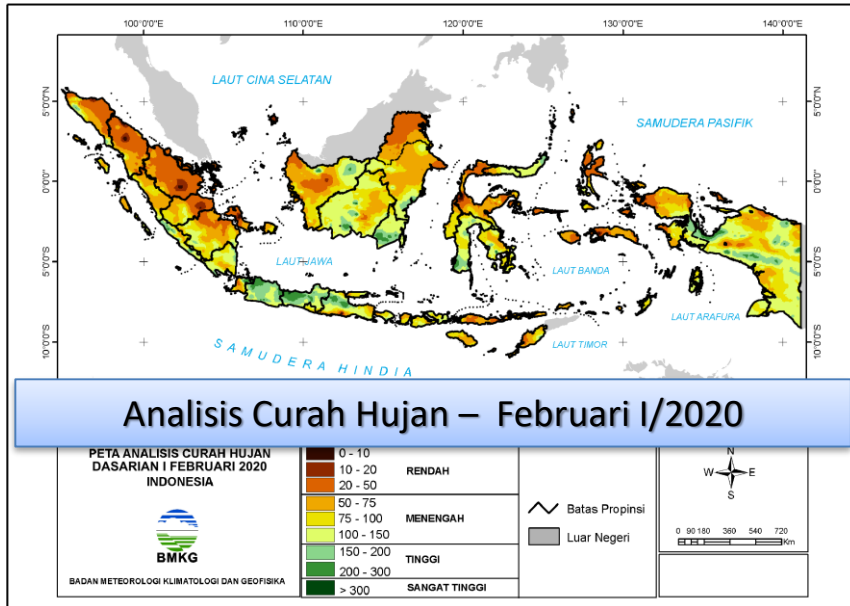 100°0'0"E
120°0'0"E
130°0'0"E
140°0'0"E
LAUT CINA SELATAN
SAMUDERA PASIFIK
5°0'0"N
5°0'0"N
0°0'0"
0°0'0"
5°0'0"S
5°0'0"S
10°0'0"S
10°0'0"S
LAUT JAWA
LAUT BANDA
LAUT ARAFURA
LAUT TIMOR
SAMUDERA HINDIA
Analisis Curah Hujan – Februari I/2020
PETA ANALISIS CURAH HUJAN
DASARIAN I FEBRUARI 2020
INDONESIA
BMKG
BADAN METEOROLOGI KLIMATOLOGI DAN GEOFISIKA
0 - 10
10 - 20
20 - 50
RENDAH
50 - 75
75 - 100
100 - 150
MENENGAH
150 - 200
200 - 300
TINGGI
> 300
SANGAT TINGGI
Batas Propinsi
Luar Negeri
N
W E
S
0 90 180 360 540 720
Km